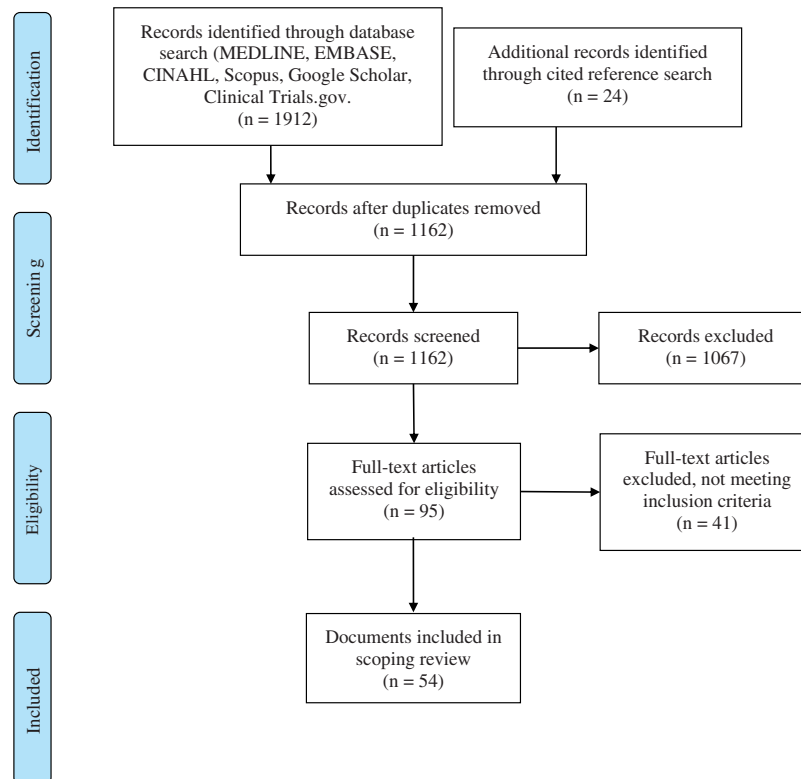 Identification
Records identified through database
search (MEDLINE, EMBASE,
CINAHL, Scopus, Google Scholar,
Clinical Trials.gov.
(n = 1912)
Additional records identified
through cited reference search
(n = 24)
Records after duplicates removed
(n = 1162)
Screenin g
Records screened
(n = 1162)
Records excluded
(n = 1067)
Eligibility
Full-text articles
assessed for eligibility
(n = 95)
Full-text articles
excluded, not meeting
inclusion criteria
(n = 41)
Included
Documents included in
scoping review
(n = 54)